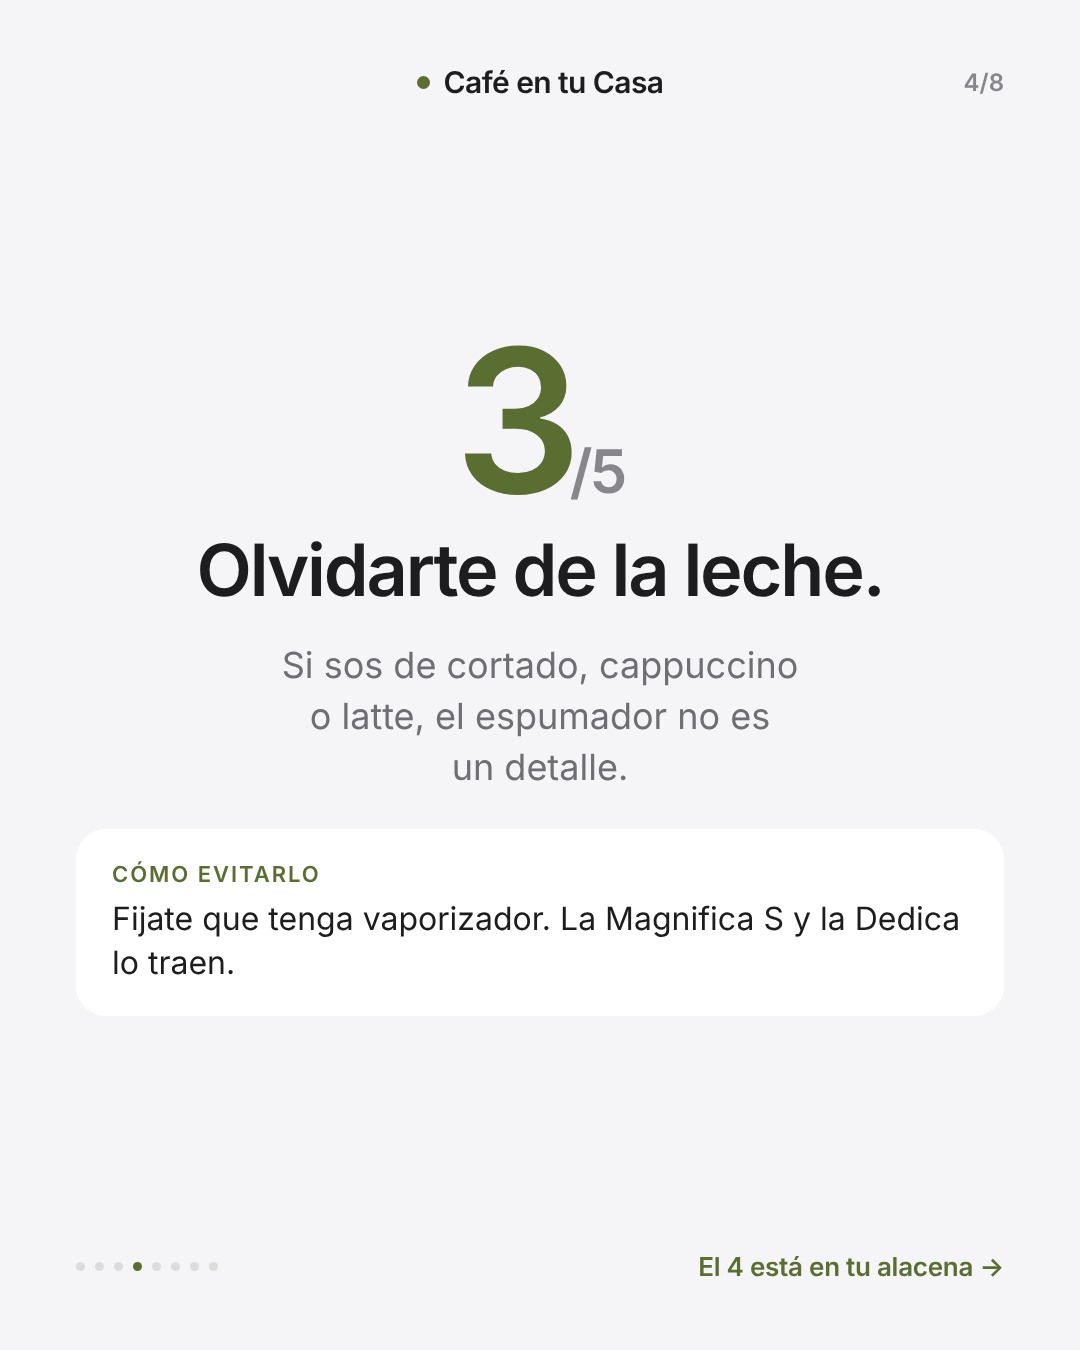 Café en tu Casa
4/8
3/5
Olvidarte de la leche.
Si sos de cortado, cappuccino
o latte, el espumador no es
un detalle.
CÓMO EVITARLO
Fijate que tenga vaporizador. La Magnifica S y la Dedica
lo traen.
El 4 está en tu alacena →